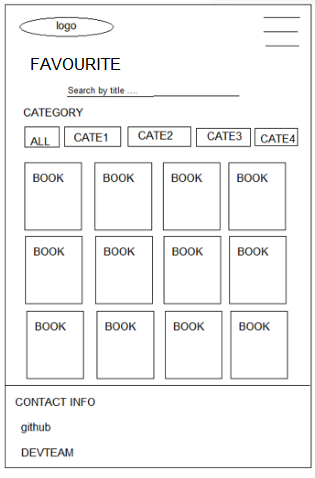 logo
FAVOURITE
Search by title ....
CATEGORY
ALL CATE1 CATE2 CATE3 CATE4
BOOK BOOK BOOK BOOK
BOOK BOOK BOOK BOOK
BOOK BOOK BOOK BOOK
CONTACT INFO
github
DEVTEAM